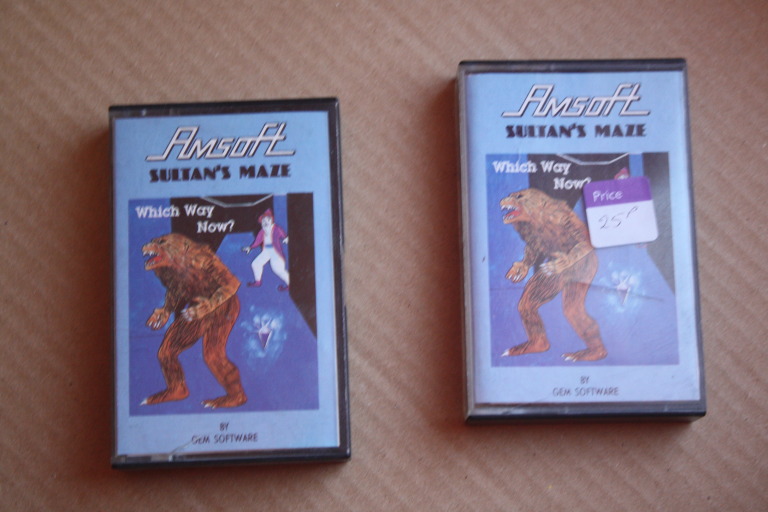 Amsoft
SULTAN'S MAZE
Which Way
Now?
BY
GEM SOFTWARE
Amsoft
SULTAN'S MAZE
Which Way
Now?
Price
25P
BY
GEM SOFTWARE